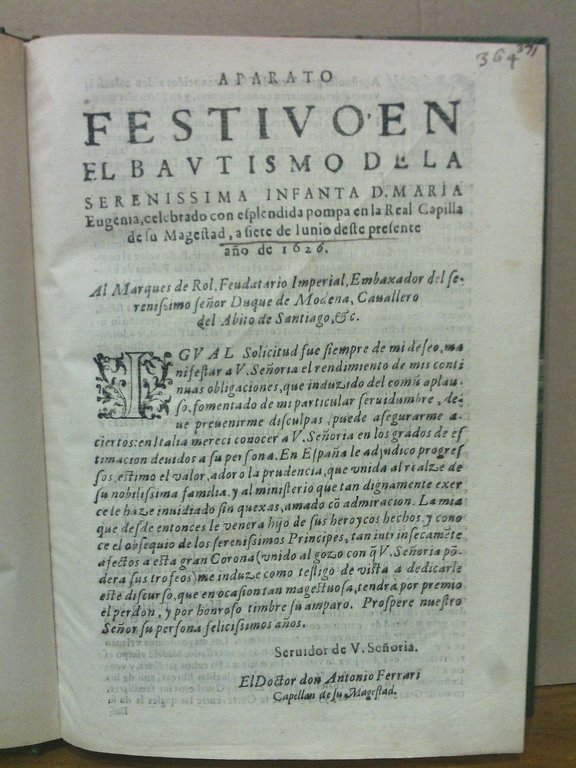 364 371
APARATO
FESTIVO EN
EL BAVTISMO DE LA
SERENISSIMA INFANTA D. MARIA
Eugenia, celebrado con esplendida pompa en la Real Capilla
de su Magestad, a siete de Iunio deste presente
año de 1626.
Al Marques de Rol, Feudatario Imperial, Embaxador del se-
renissimo señor Duque de Modena, Cauallero
del Abito de Santiago, &c.
IGVAL Solicitud fue siempre de mi deseo, ma
nifestar a V. Señoria el rendimiento de mis conti
nuas obligaciones, que induzido del comũ aplau-
so, fomentado de mi particular seruidumbre, de-
ue preuenirme disculpas, puede asegurarme a-
ciertos: en Italia mereci conocer a V. Señoria en los grados de es
timacion deuidos a su persona. En España le adjudico progres-
sos, estimo el valor, adoro la prudencia, que vnida al realze de
su nobilissima familia, y al ministerio que tan dignamente exer
ce le haze inuidiado sin quexas, amado cõ admiracion. La mia
que desde entonces le venera hijo de sus heroycos hechos, y cono
ce el obsequio de los serenissimos Principes, tan intrinsecamẽte
afectos a esta gran Corona (vnido al gozo con q̃ V. Señoria põ
dera sus trofeos) me induze como testigo de vista a dedicarle
este discurso, que en ocasion tan magestuosa, tendra por premio
el perdon, y por honroso timbre su amparo. Prospere nuestro
Señor su persona felicissimos años.
Seruidor de V. Señoria.
El Doctor don Antonio Ferrari
Capellan de su Magestad.